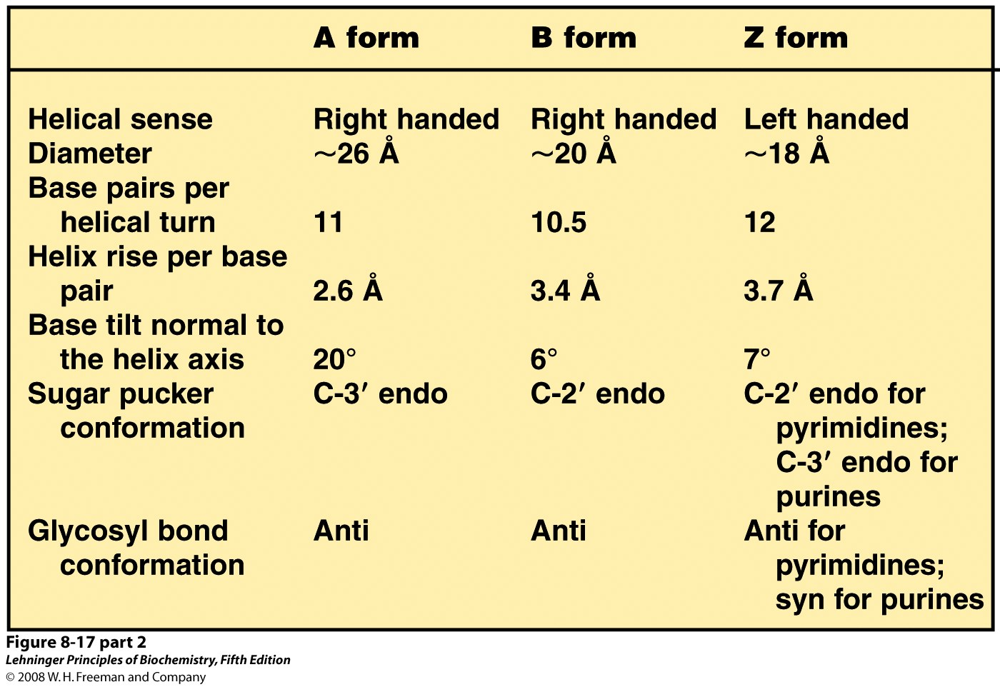 A form B form Z form
Helical sense Right handed Right handed Left handed
Diameter ~26 Å ~20 Å ~18 Å
Base pairs per
helical turn 11 10.5 12
Helix rise per base
pair 2.6 Å 3.4 Å 3.7 Å
Base tilt normal to
the helix axis 20° 6° 7°
Sugar pucker C-3′ endo C-2′ endo C-2′ endo for
conformation pyrimidines;
C-3′ endo for
purines
Glycosyl bond Anti Anti Anti for
conformation pyrimidines;
syn for purines
Figure 8-17 part 2
Lehninger Principles of Biochemistry, Fifth Edition
© 2008 W. H. Freeman and Company